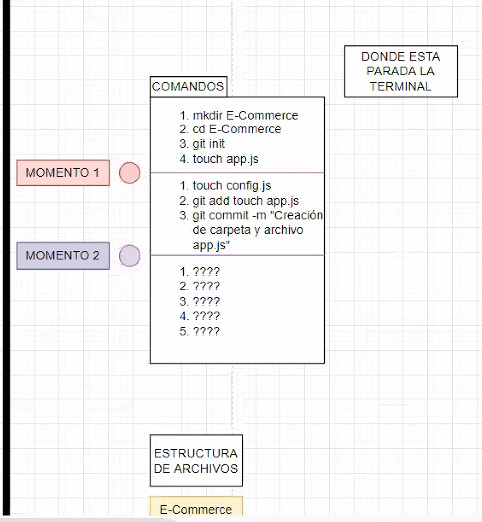 DONDE ESTA
PARADA LA
TERMINAL
COMANDOS
1. mkdir E-Commerce
2. cd E-Commerce
3. git init
4. touch app.js
MOMENTO 1
1. touch config.js
2. git add touch app.js
3. git commit -m "Creación
de carpeta y archivo
app.js"
MOMENTO 2
1. ????
2. ????
3. ????
4. ????
5. ????
ESTRUCTURA
DE ARCHIVOS
E-Commerce